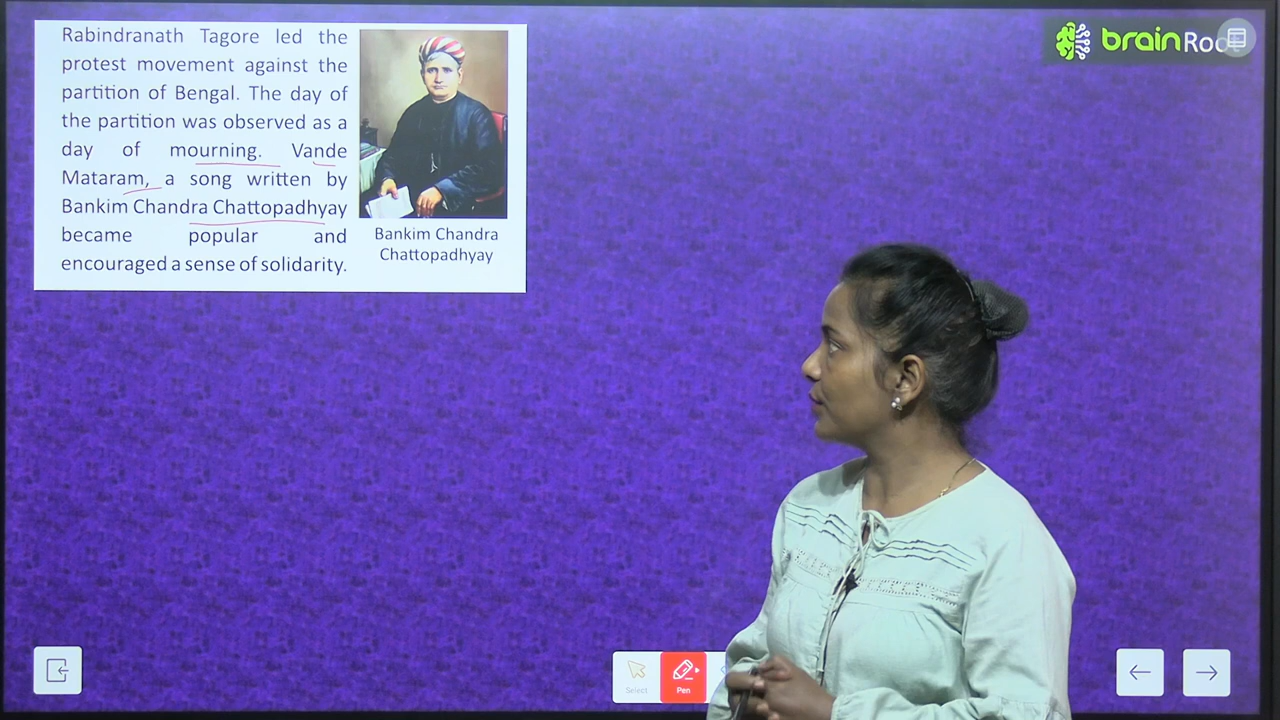 Rabindranath Tagore led the
protest movement against the
partition of Bengal. The day of
the partition was observed as a
day of mourning. Vande
Mataram, a song written by
Bankim Chandra Chattopadhyay
became popular and
encouraged a sense of solidarity.
Bankim Chandra
Chattopadhyay
brainRoot
Select
Pen